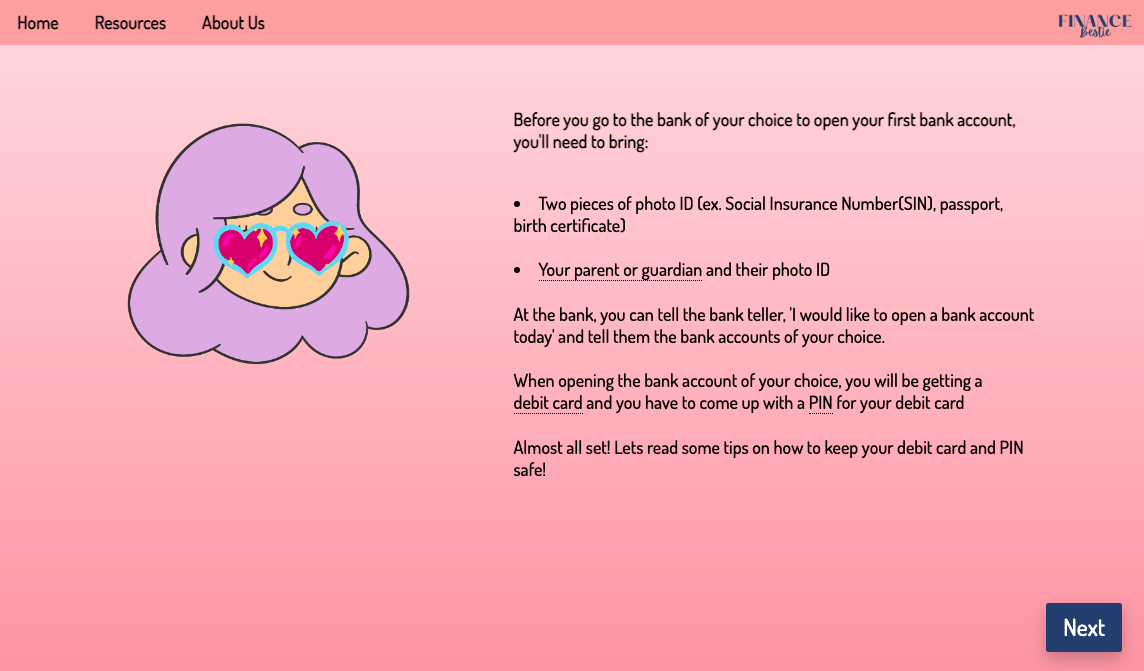 Home Resources About Us
FINANCE
Bestie
Before you go to the bank of your choice to open your first bank account,
you'll need to bring:
• Two pieces of photo ID (ex. Social Insurance Number(SIN), passport,
birth certificate)
• Your parent or guardian and their photo ID
At the bank, you can tell the bank teller, 'I would like to open a bank account
today' and tell them the bank accounts of your choice.
When opening the bank account of your choice, you will be getting a
debit card and you have to come up with a PIN for your debit card
Almost all set! Lets read some tips on how to keep your debit card and PIN
safe!
Next